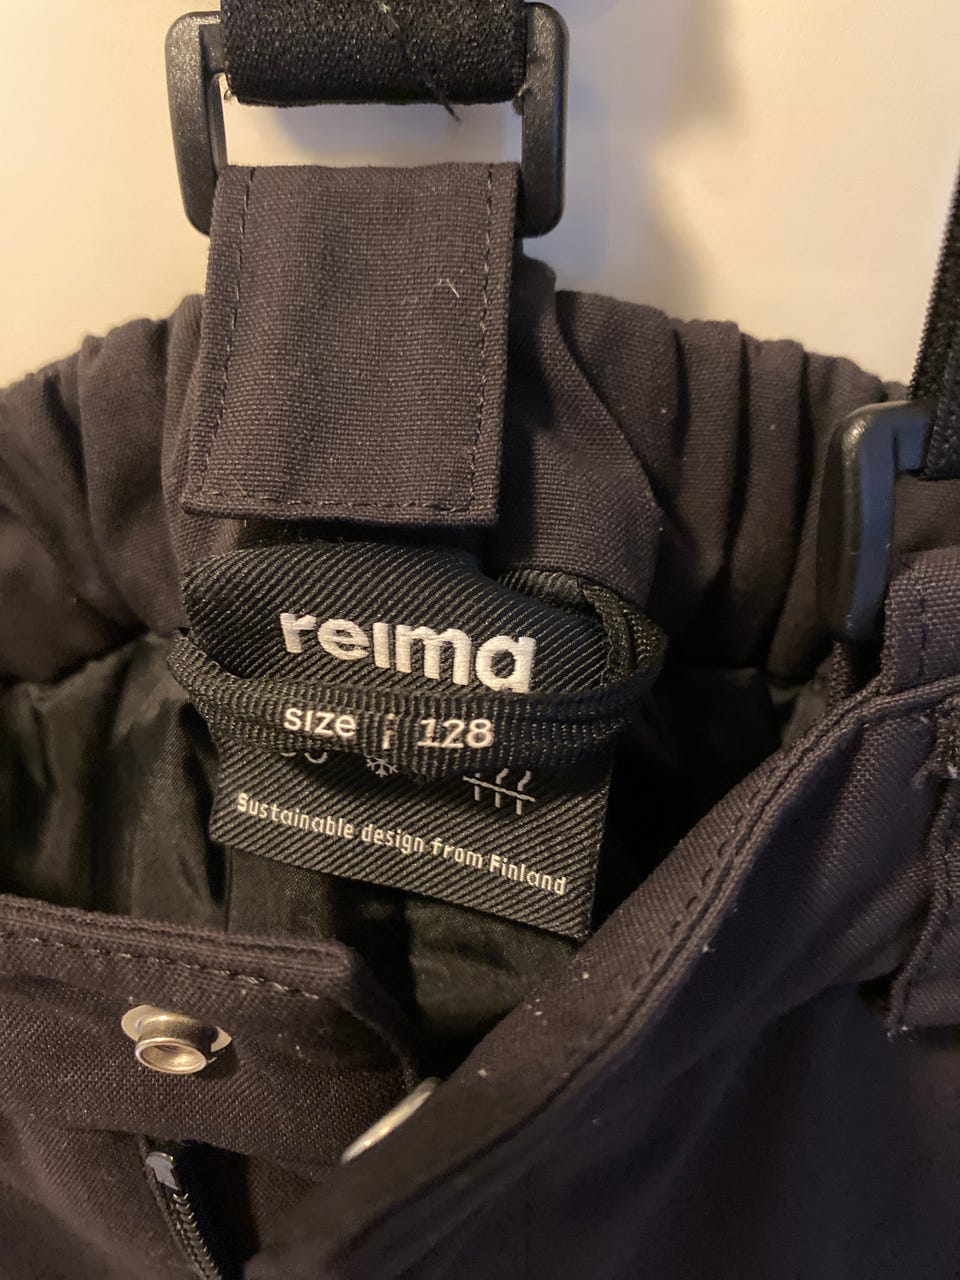 reima
size 128
Sustainable design from Finland